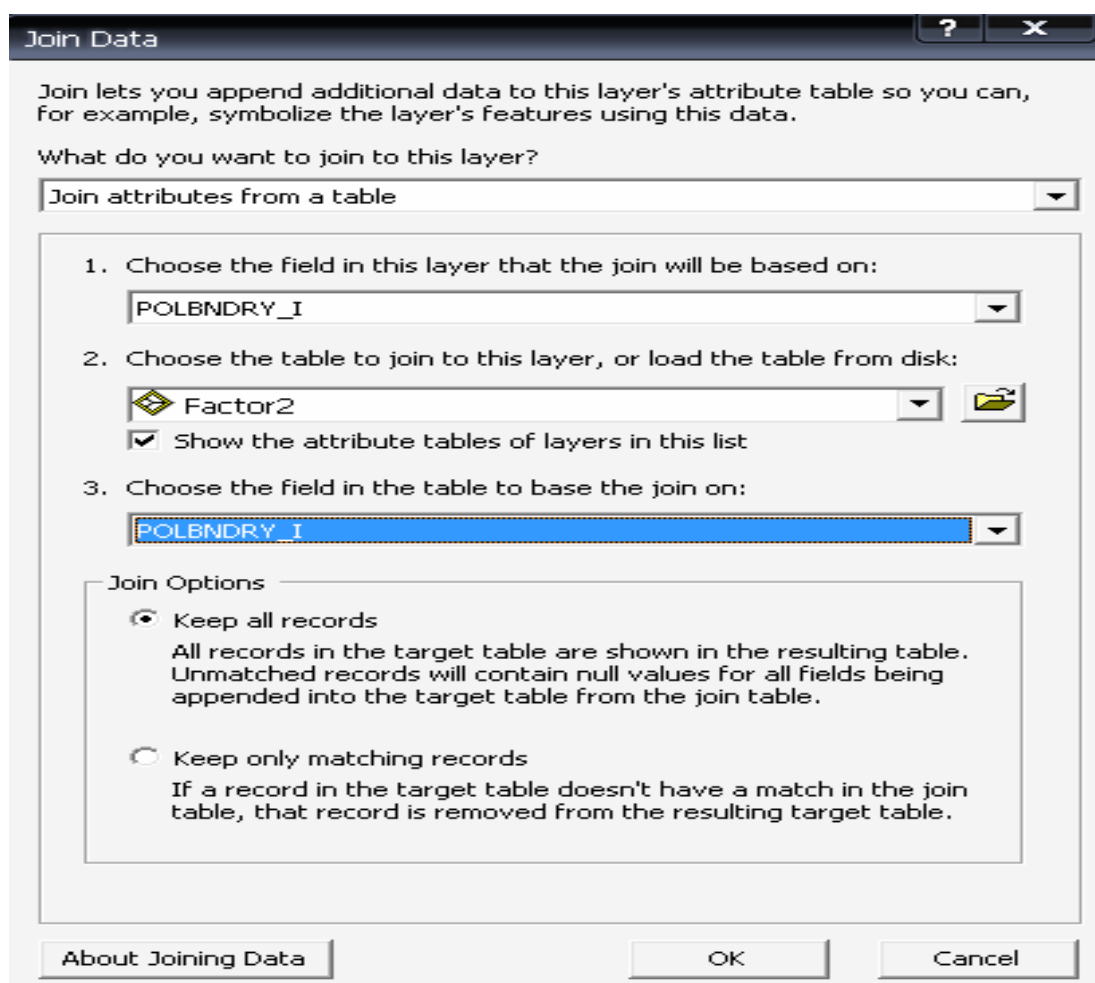 Join Data
?
x
Join lets you append additional data to this layer's attribute table so you can,
for example, symbolize the layer's features using this data.
What do you want to join to this layer?
Join attributes from a table
1. Choose the field in this layer that the join will be based on:
POLBNDRY_I
2. Choose the table to join to this layer, or load the table from disk:
Factor2
Show the attribute tables of layers in this list
3. Choose the field in the table to base the join on:
POLBNDRY_I
Join Options
Keep all records
All records in the target table are shown in the resulting table.
Unmatched records will contain null values for all fields being
appended into the target table from the join table.
Keep only matching records
If a record in the target table doesn't have a match in the join
table, that record is removed from the resulting target table.
About Joining Data
OK
Cancel